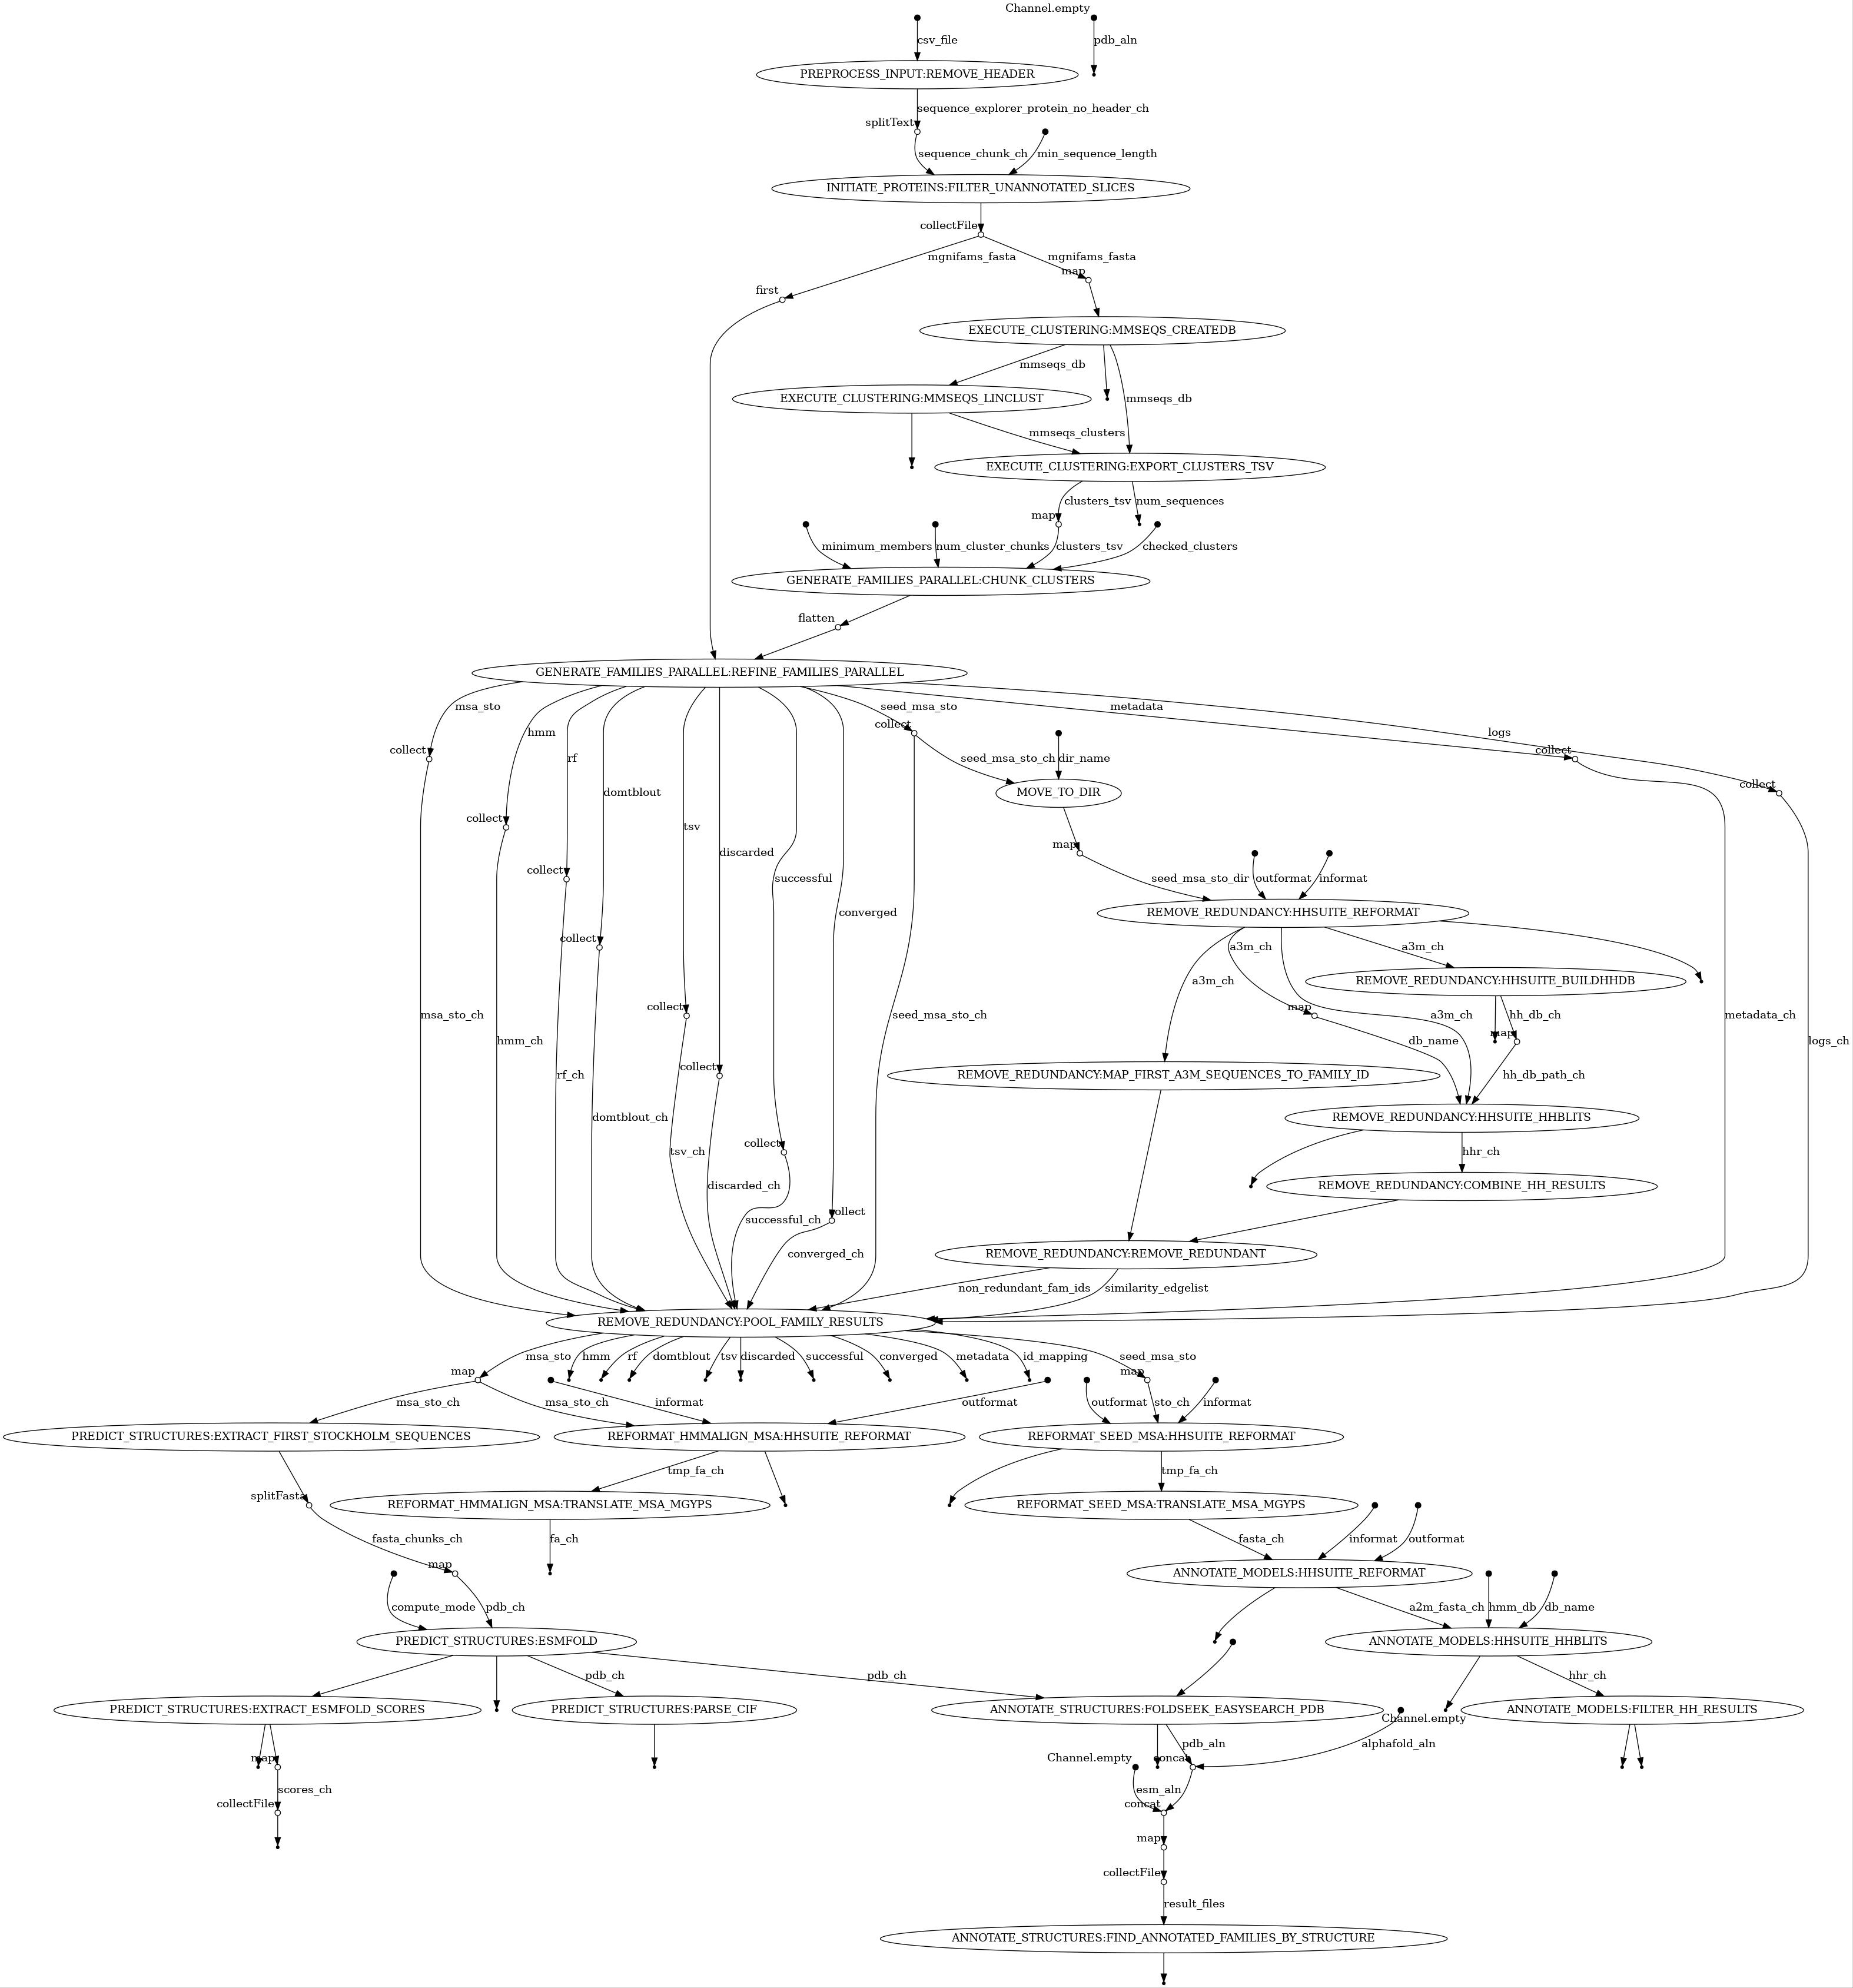 Channel.empty
csv_file
pdb_aln
PREPROCESS_INPUT:REMOVE_HEADER
sequence_explorer_protein_no_header_ch
splitText
sequence_chunk_ch
min_sequence_length
INITIATE_PROTEINS:FILTER_UNANNOTATED_SLICES
collectFile
mgnifams_fasta
mgnifams_fasta
map
first
EXECUTE_CLUSTERING:MMSEQS_CREATEDB
mmseqs_db
EXECUTE_CLUSTERING:MMSEQS_LINCLUST
mmseqs_db
mmseqs_clusters
EXECUTE_CLUSTERING:EXPORT_CLUSTERS_TSV
clusters_tsv
num_sequences
map
minimum_members
num_cluster_chunks
clusters_tsv
checked_clusters
GENERATE_FAMILIES_PARALLEL:CHUNK_CLUSTERS
flatten
GENERATE_FAMILIES_PARALLEL:REFINE_FAMILIES_PARALLEL
msa_sto
seed_msa_sto
metadata
collect
hmm
logs
collect
collect
rf
seed_msa_sto_ch
dir_name
collect
domtblout
MOVE_TO_DIR
collect
tsv
map
discarded
collect
successful
seed_msa_sto_dir
outformat
informat
converged
REMOVE_REDUNDANCY:HHSUITE_REFORMAT
collect
a3m_ch
a3m_ch
a3m_ch
REMOVE_REDUNDANCY:HHSUITE_BUILDHHDB
collect
map
msa_sto_ch
seed_msa_sto_ch
a3m_ch
hh_db_ch
metadata_ch
map
hmm_ch
db_name
logs_ch
collect
rf_ch
REMOVE_REDUNDANCY:MAP_FIRST_A3M_SEQUENCES_TO_FAMILY_ID
hh_db_path_ch
domtblout_ch
REMOVE_REDUNDANCY:HHSUITE_HHBLITS
collect
tsv_ch
hhr_ch
discarded_ch
REMOVE_REDUNDANCY:COMBINE_HH_RESULTS
collect
successful_ch
converged_ch
REMOVE_REDUNDANCY:REMOVE_REDUNDANT
non_redundant_fam_ids
similarity_edgelist
REMOVE_REDUNDANCY:POOL_FAMILY_RESULTS
msa_sto
hmm
rf
domtblout
tsv
discarded
successful
converged
metadata
id_mapping
seed_msa_sto
map
map
msa_sto_ch
msa_sto_ch
informat
outformat
outformat
sto_ch
informat
PREDICT_STRUCTURES:EXTRACT_FIRST_STOCKHOLM_SEQUENCES
REFORMAT_HMMALIGN_MSA:HHSUITE_REFORMAT
REFORMAT_SEED_MSA:HHSUITE_REFORMAT
tmp_fa_ch
tmp_fa_ch
splitFasta
REFORMAT_HMMALIGN_MSA:TRANSLATE_MSA_MGYPS
REFORMAT_SEED_MSA:TRANSLATE_MSA_MGYPS
fasta_chunks_ch
fa_ch
fasta_ch
informat
outformat
map
ANNOTATE_MODELS:HHSUITE_REFORMAT
compute_mode
pdb_ch
a2m_fasta_ch
hmm_db
db_name
PREDICT_STRUCTURES:ESMFOLD
ANNOTATE_MODELS:HHSUITE_HHBLITS
pdb_ch
pdb_ch
hhr_ch
PREDICT_STRUCTURES:EXTRACT_ESMFOLD_SCORES
PREDICT_STRUCTURES:PARSE_CIF
ANNOTATE_STRUCTURES:FOLDSEEK_EASYSEARCH_PDB
Channel.empty
ANNOTATE_MODELS:FILTER_HH_RESULTS
map
Channel.empty
pdb_aln
concat
alphafold_aln
scores_ch
esm_aln
collectFile
concat
map
collectFile
result_files
ANNOTATE_STRUCTURES:FIND_ANNOTATED_FAMILIES_BY_STRUCTURE